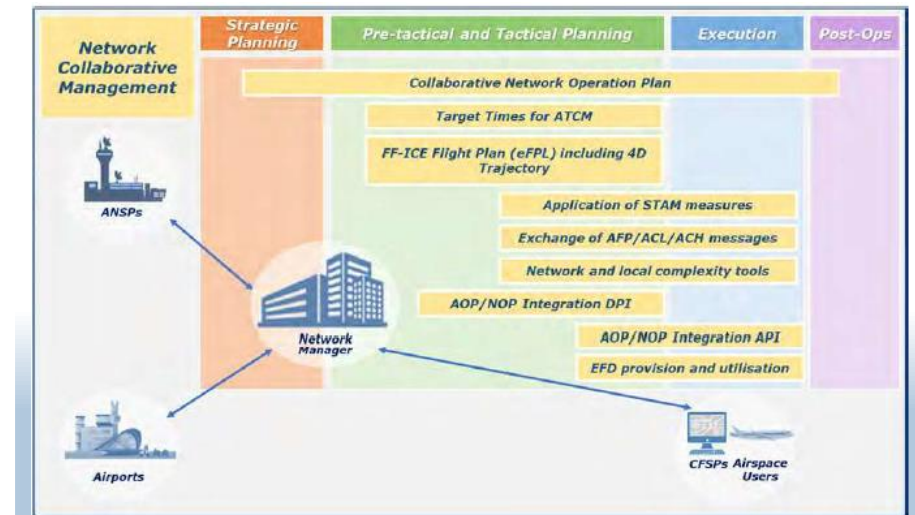 Network
Collaborative
Management
Strategic
Planning
Pre-tactical and Tactical Planning
Execution
Post-Ops
Collaborative Network Operation Plan
Target Times for ATCM
FF-ICE Flight Plan (eFPL) including 4D
Trajectory
ANSPs
Application of STAM measures
Exchange of AFP/ACL/ACH messages
Network and local complexity tools
AOP/NOP Integration DPI
Network
Manager
AOP/NOP Integration API
EFD provision and utilisation
Airports
CFSPs
Airspace
Users